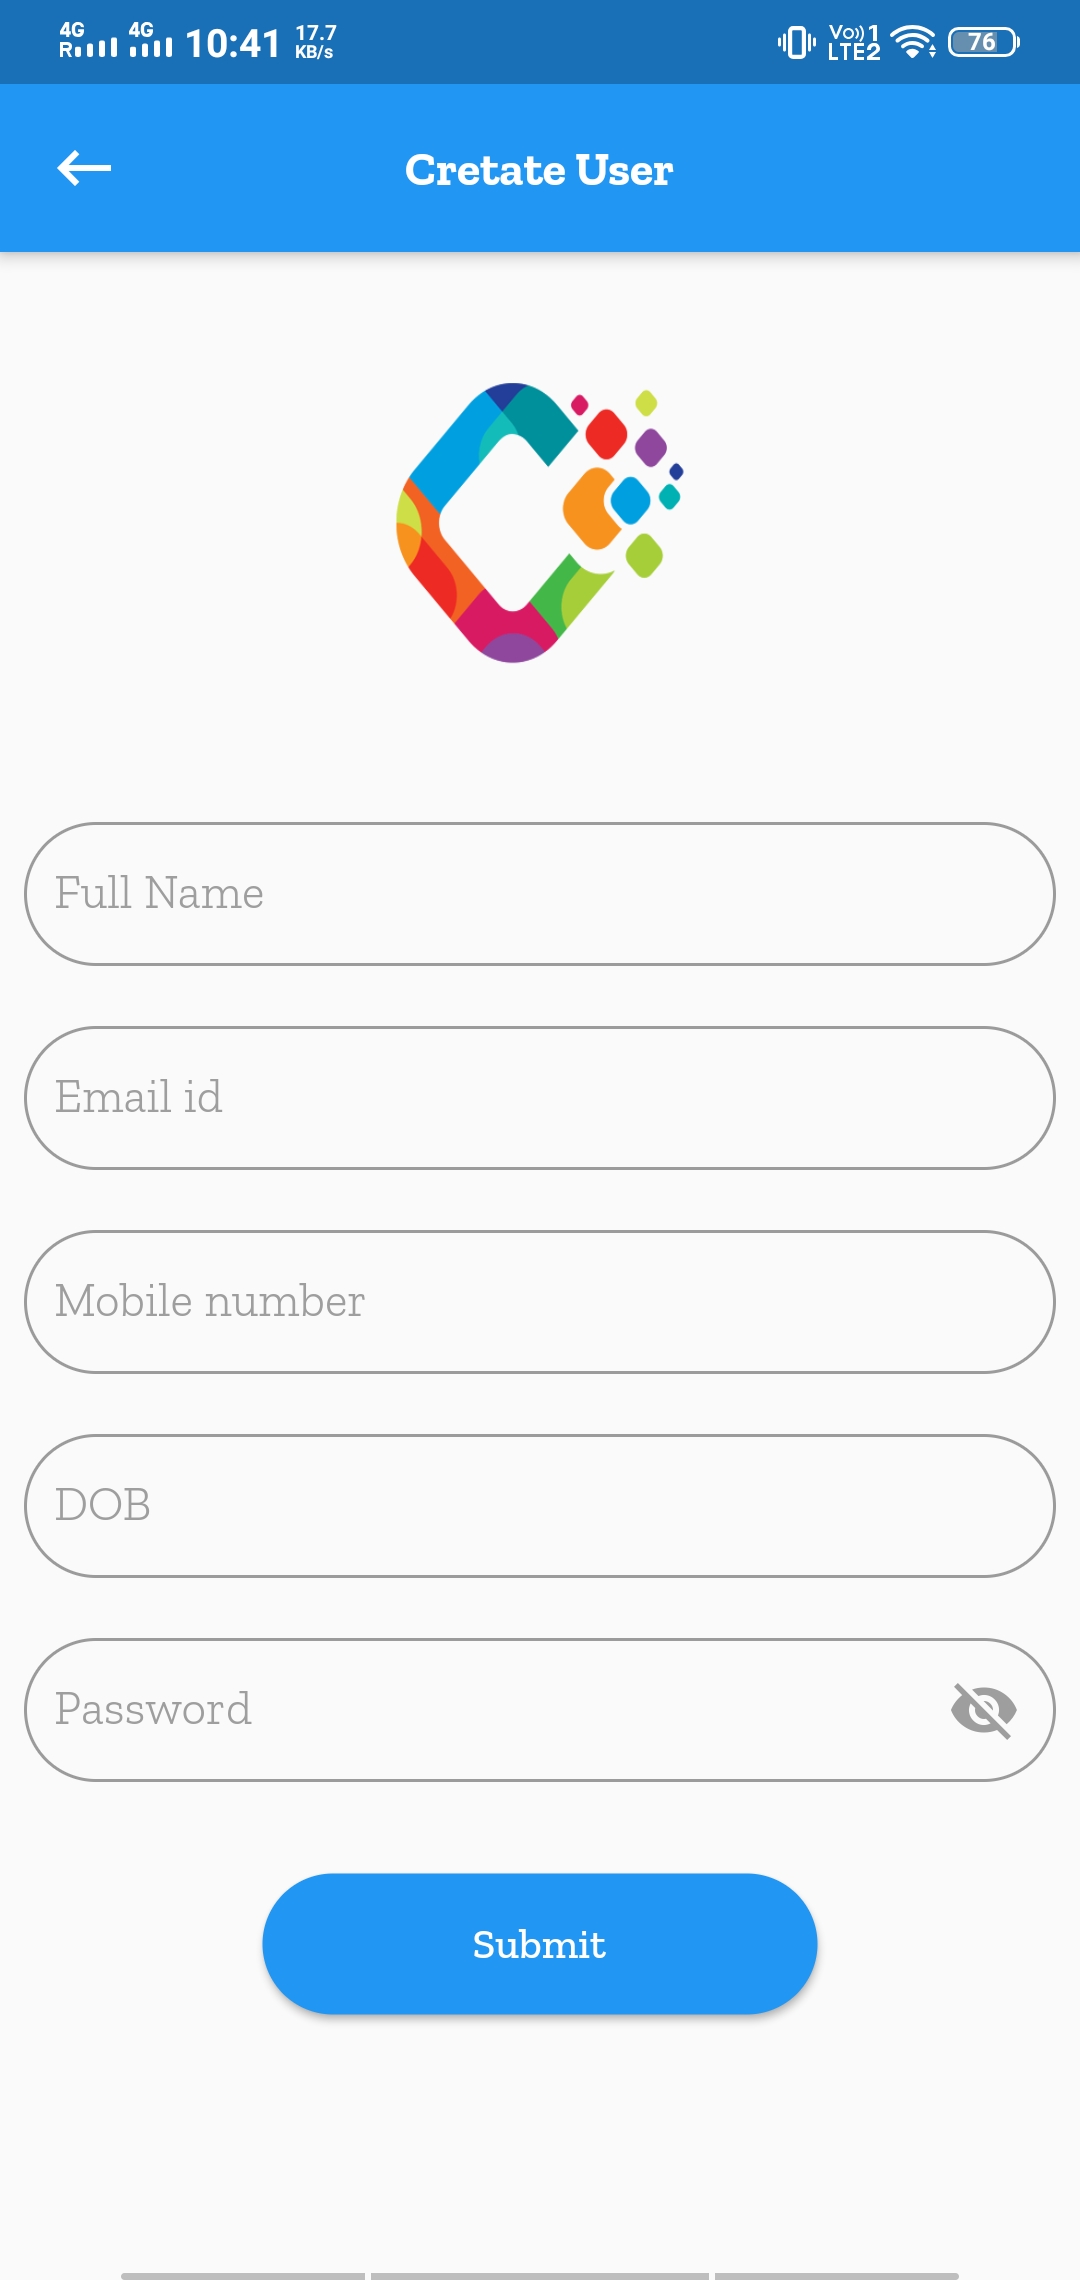 4G 4G 10:41 17.7 Vo)) 1
R KB/s LTE2 76
Cretate User
Full Name
Email id
Mobile number
DOB
Password
Submit